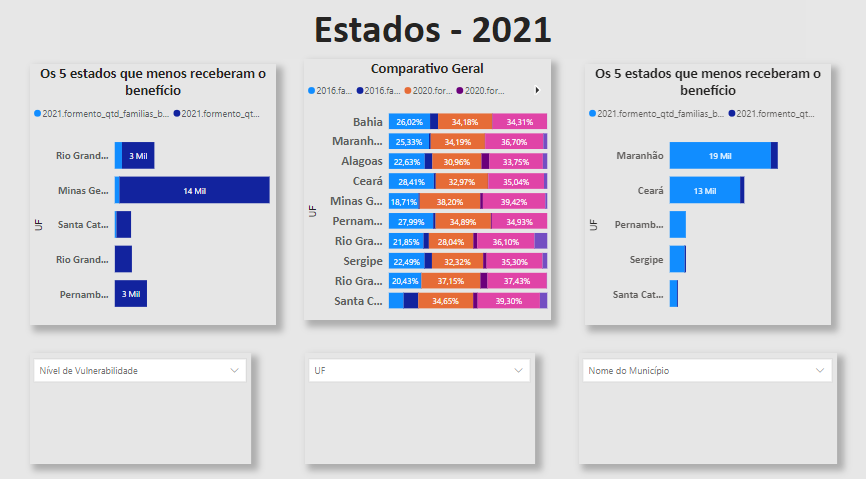 Estados - 2021
Os 5 estados que menos receberam o
benefício
2021.formento_qtd_familias_b... 2021.formento_qt...
UF
Rio Grand... 3 Mil
Minas Ge... 14 Mil
Santa Cat...
Rio Grand...
Pernamb... 3 Mil
Comparativo Geral
2016.fa... 2016.fa... 2020.for... 2020.for...
UF
Bahia 26,02% 34,18% 34,31%
Maranh... 25,33% 34,19% 36,70%
Alagoas 22,63% 30,96% 33,75%
Ceará 28,41% 32,97% 35,04%
Minas G... 18,71% 38,20% 39,42%
Pernam... 27,99% 34,89% 34,93%
Rio Gra... 21,85% 28,04% 36,10%
Sergipe 22,49% 32,32% 35,30%
Rio Gra... 20,43% 37,15% 37,43%
Santa C... 34,65% 39,30%
Os 5 estados que menos receberam o
benefício
2021.formento_qtd_familias_b... 2021.formento_qt...
UF
Maranhão 19 Mil
Ceará 13 Mil
Pernamb...
Sergipe
Santa Cat...
Nível de Vulnerabilidade
UF
Nome do Município